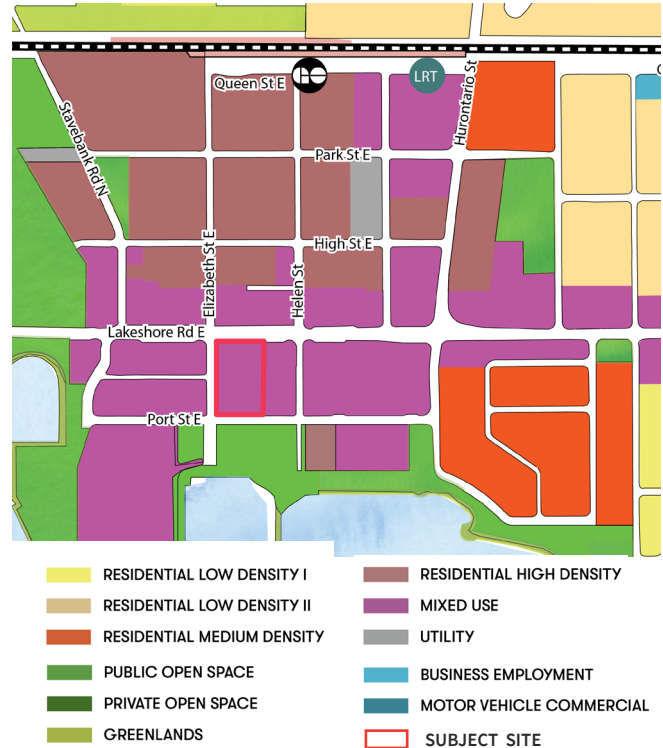 Queen St E
LRT
Hurontario St
Stavebank Rd N
Park St E
High St E
Elizabeth St E
Helen St
Lakeshore Rd E
Port St E
RESIDENTIAL LOW DENSITY I
RESIDENTIAL LOW DENSITY II
RESIDENTIAL MEDIUM DENSITY
PUBLIC OPEN SPACE
PRIVATE OPEN SPACE
GREENLANDS
RESIDENTIAL HIGH DENSITY
MIXED USE
UTILITY
BUSINESS EMPLOYMENT
MOTOR VEHICLE COMMERCIAL
SUBJECT SITE